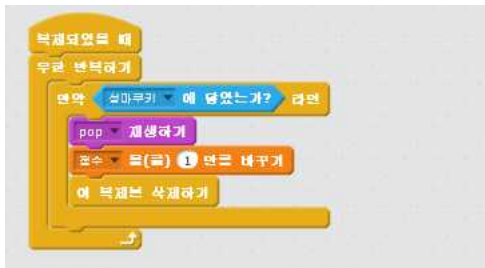 복제되었을 때
무한 반복하기
만약 설마쿠키 에 닿았는가? 라면
pop 재생하기
점수 을(를) 1 만큼 바꾸기
이 복제본 삭제하기